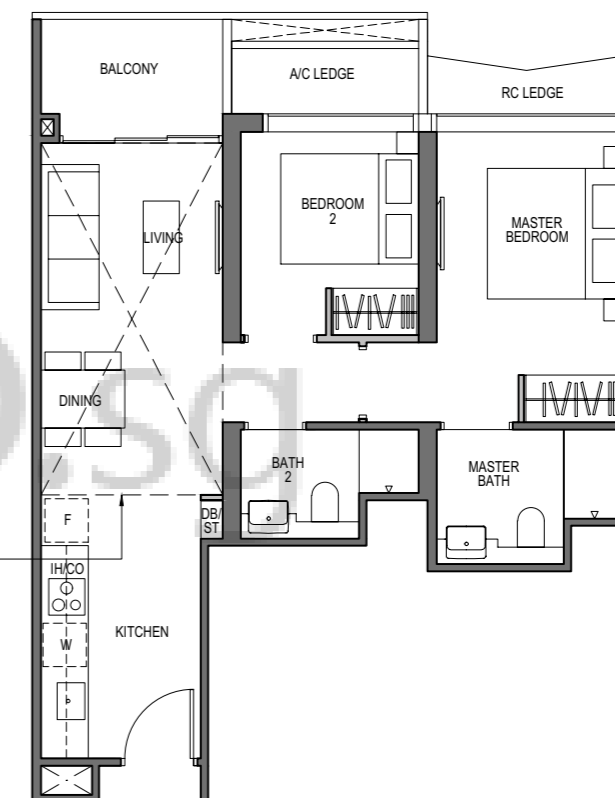 BALCONY
A/C LEDGE
RC LEDGE
BEDROOM
2
MASTER
BEDROOM
LIVING
DINING
BATH
2
MASTER
BATH
F
DB/
ST
IH/CO
KITCHEN
W
.sg